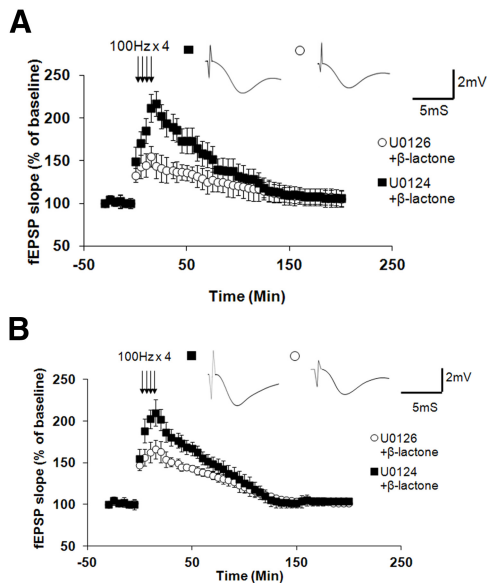 A
100Hz x 4
2mV
5mS
250
200
150
100
50
fEPSP slope (% of baseline)
U0126
+β-lactone
U0124
+β-lactone
-50
50
150
250
Time (Min)
B
100Hz x 4
2mV
5mS
250
200
150
100
50
fEPSP slope (% of baseline)
U0126
+β-lactone
U0124
+β-lactone
-50
50
150
250
Time (Min)